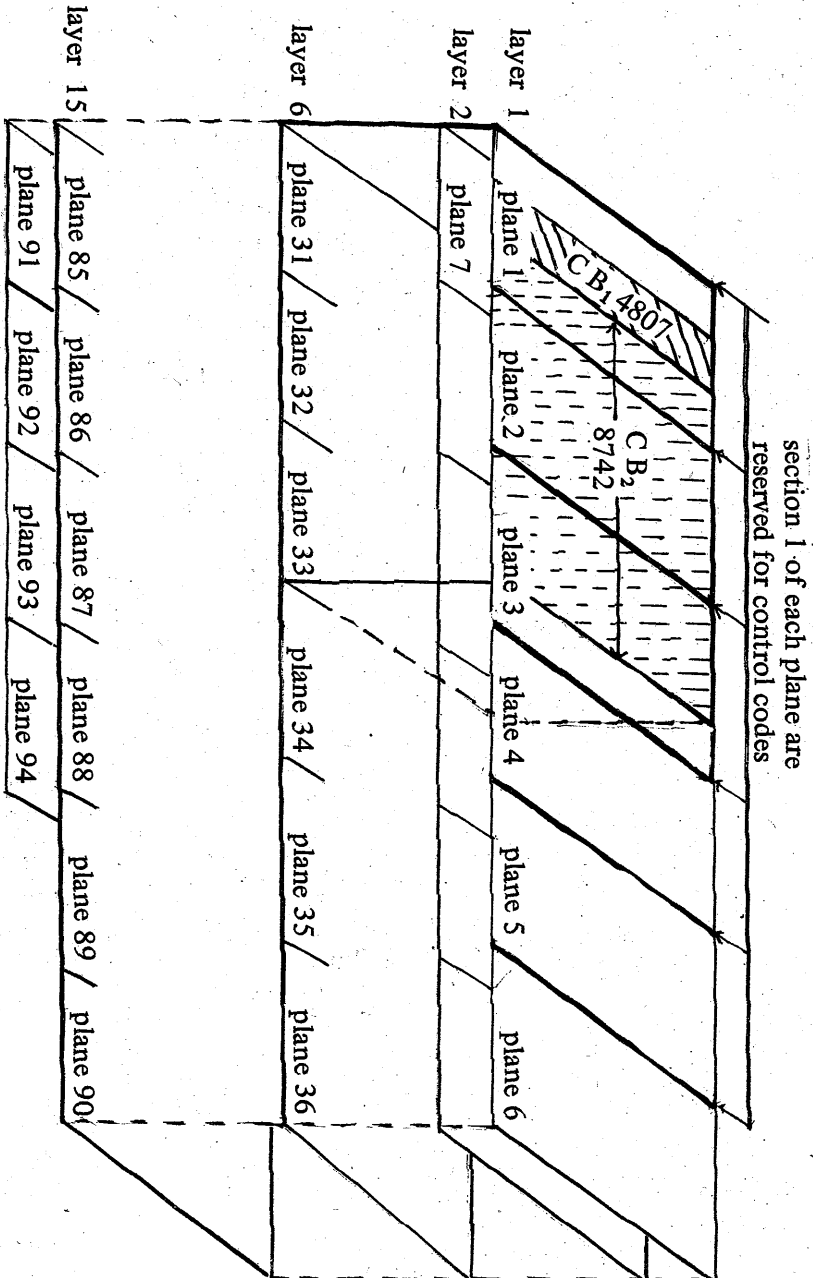 section 1 of each plane are
reserved for control codes
layer 1
plane 1
plane 2
plane 3
plane 4
plane 5
plane 6
C B₁ 4807
C B₂
8742
layer 2
plane 7
layer 6
plane 31
plane 32
plane 33
plane 34
plane 35
plane 36
layer 15
plane 85
plane 86
plane 87
plane 88
plane 89
plane 90
plane 91
plane 92
plane 93
plane 94